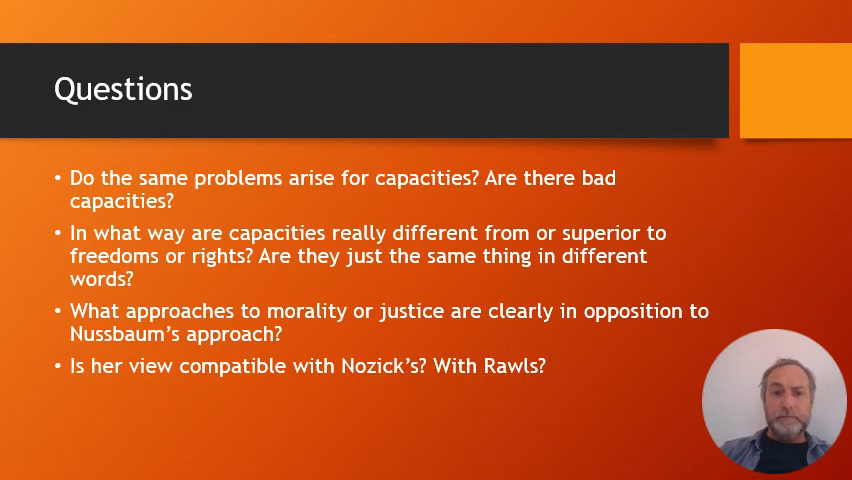 Questions
• Do the same problems arise for capacities? Are there bad
capacities?
• In what way are capacities really different from or superior to
freedoms or rights? Are they just the same thing in different
words?
• What approaches to morality or justice are clearly in opposition to
Nussbaum’s approach?
• Is her view compatible with Nozick’s? With Rawls?